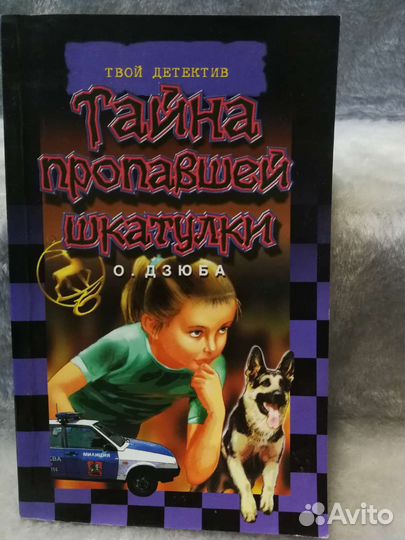 ТВОЙ ДЕТЕКТИВ
Тайна
пропавшей
шкатулки
О. ДЗЮБА
МИЛИЦИЯ
Avito